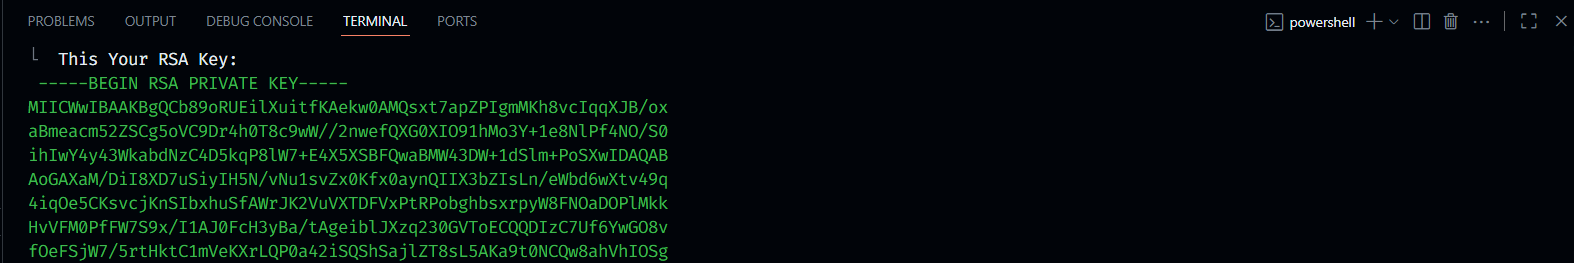 PROBLEMS OUTPUT DEBUG CONSOLE TERMINAL PORTS powershell
This Your RSA Key:
-----BEGIN RSA PRIVATE KEY-----
MIICWwIBAAKBgQCb89oRUEilXuitfKAekw0AMQsxt7apZPIgmMKh8vcIqqXJB/ox
aBmeacm52ZSCg5oVC9Dr4h0T8c9wW//2nwefQXG0XIO91hMo3Y+1e8NlPf4NO/S0
ihIwY4y43WkabdNzC4D5kqP8lW7+E4X5XSBFQwaBMW43DW+1dSlm+PoSXwIDAQAB
AoGAXaM/DiI8XD7uSiyIH5N/vNu1svZx0Kfx0aynQIIX3bZIsLn/eWbd6wXtv49q
4iqOe5CKsvcjKnSIbxhuSfAWrJK2VuVXTDFVxPtRPobghbsxrpyW8FNOaDOPlMkk
HvVFM0PfFW7S9x/I1AJ0FcH3yBa/tAgeiblJXzq230GVToECQQDIzC7Uf6YwGO8v
fOeFSjW7/5rtHktC1mVeKXrLQP0a42iSQShSajlZT8sL5AKa9t0NCQw8ahVhIOSg